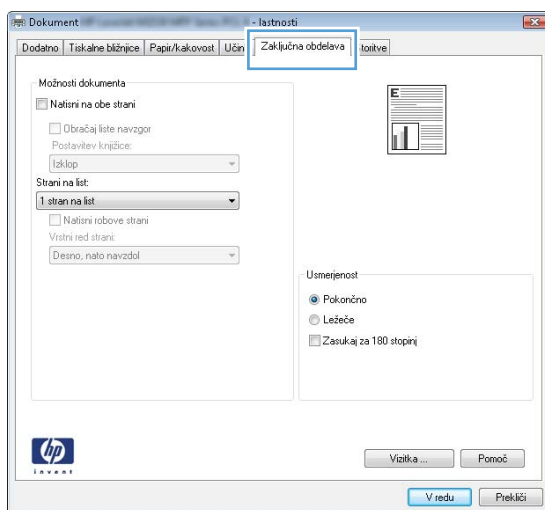 Dokument - lastnosti
Dodatno Tiskalne bližnjice Papir/kakovost Učin Zaključna obdelava toritve
Možnosti dokumenta
Natisni na obe strani
Obračaj liste navzgor
Postavitev knjižice:
Izklop
Strani na list:
1 stran na list
Natisni robove strani
Vrstni red strani:
Desno, nato navzdol
E
Usmerjenost
Pokončno
Ležeče
Zasukaj za 180 stopinj
hp
invent
Vizitka ... Pomoč
V redu Prekliči